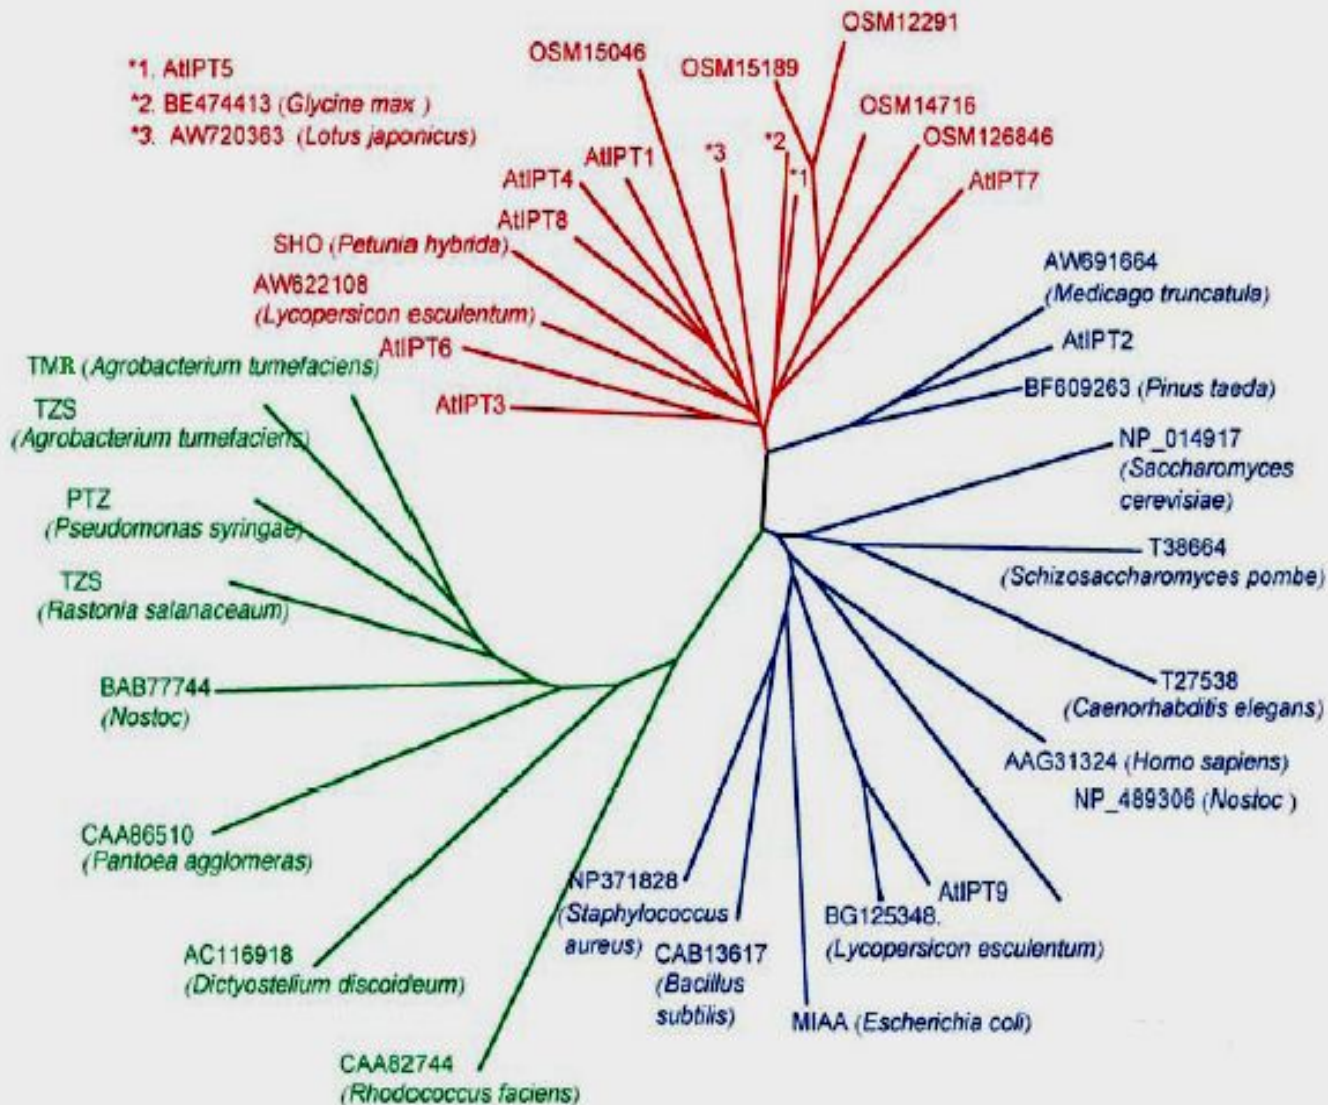 *1. AtIPT5
*2. BE474413 (Glycine max )
*3. AW720363 (Lotus japonicus)
OSM15046
OSM15189
OSM12291
OSM14716
OSM126846
AtIPT7
*2
*1
*3
AtIPT1
AtIPT4
AtIPT8
SHO (Petunia hybrida)
AW622108
(Lycopersicon esculentum)
AtIPT6
AtIPT3
AW691664
(Medicago truncatula)
AtIPT2
BF609263 (Pinus taeda)
NP_014917
(Saccharomyces
cerevisiae)
T38664
(Schizosaccharomyces pombe)
T27538
(Caenorhabditis elegans)
AAG31324 (Homo sapiens)
NP_489306 (Nostoc )
AtIPT9
BG125348.
(Lycopersicon esculentum)
MIAA (Escherichia coli)
CAB13617
(Bacillus
subtilis)
NP371828
(Staphylococcus
aureus)
TMR (Agrobacterium tumefaciens)
TZS
(Agrobacterium tumefaciens)
PTZ
(Pseudomonas syringae)
TZS
(Rastonia salanaceaum)
BAB77744
(Nostoc)
CAA86510
(Pantoea agglomeras)
AC116918
(Dictyostelium discoideum)
CAA82744
(Rhodococcus faciens)